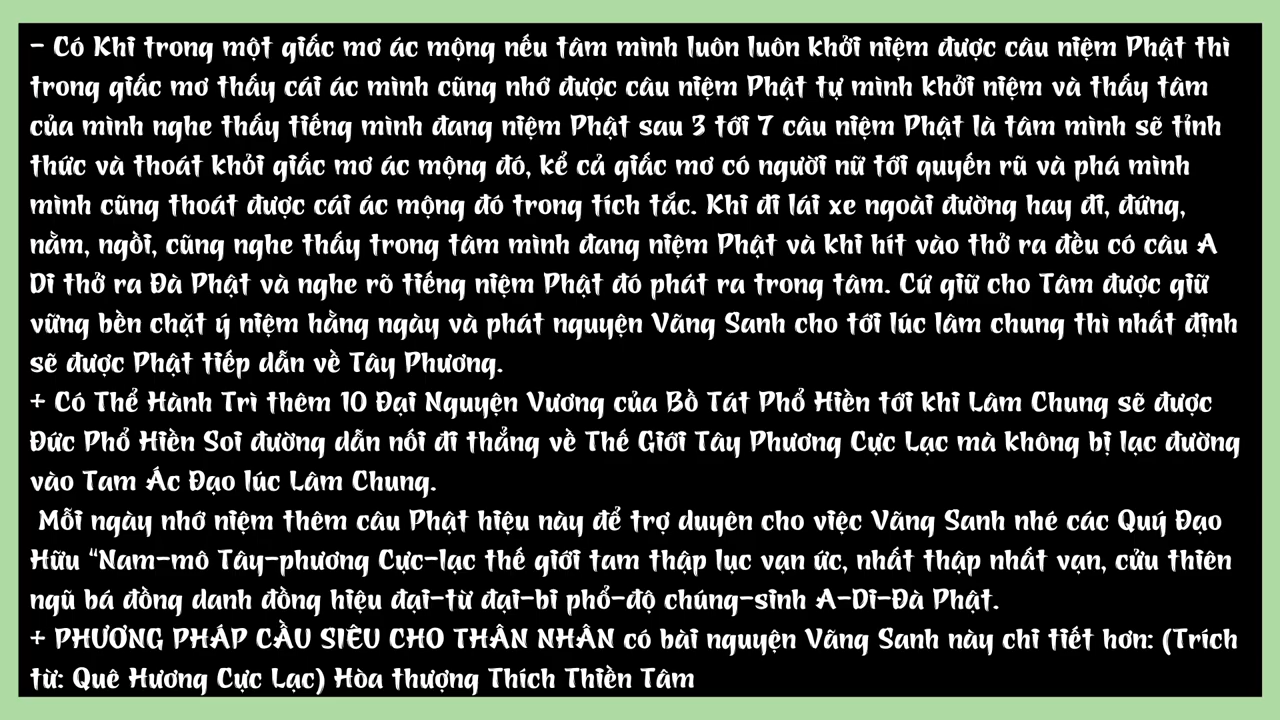 - Có Khi trong một giấc mơ ác mộng nếu tâm mình luôn luôn khởi niệm được câu niệm Phật thì
trong giấc mơ thấy cái ác mình cũng nhớ được câu niệm Phật tự mình khởi niệm và thấy tâm
của mình nghe thấy tiếng mình đang niệm Phật sau 3 tới 7 câu niệm Phật là tâm mình sẽ tỉnh
thức và thoát khỏi giấc mơ ác mộng đó, kể cả giấc mơ có người nữ tới quyến rũ và phá mình
mình cũng thoát được cái ác mộng đó trong tích tắc. Khi đi lái xe ngoài đường hay đi, đứng,
nằm, ngồi, cũng nghe thấy trong tâm mình đang niệm Phật và khi hít vào thở ra đều có câu A
Di thở ra Đà Phật và nghe rõ tiếng niệm Phật đó phát ra trong tâm. Cứ giữ cho Tâm được giữ
vững bền chặt ý niệm hằng ngày và phát nguyện Vãng Sanh cho tới lúc lâm chung thì nhất định
sẽ được Phật tiếp dẫn về Tây Phương.
+ Có Thể Hành Trì thêm 10 Đại Nguyện Vương của Bồ Tát Phổ Hiền tới khi Lâm Chung sẽ được
Đức Phổ Hiền Soi đường dẫn nối đi thẳng về Thế Giới Tây Phương Cực Lạc mà không bị lạc đường
vào Tam Ác Đạo lúc Lâm Chung.
Mỗi ngày nhớ niệm thêm câu Phật hiệu này để trợ duyên cho việc Vãng Sanh nhé các Quý Đạo
Hữu "Nam-mô Tây-phương Cực-lạc thế giới tam thập lục vạn ức, nhất thập nhất vạn, cửu thiên
ngũ bá đồng danh đồng hiệu đại-từ đại-bi phổ-độ chúng-sinh A-Di-Đà Phật.
+ PHƯƠNG PHÁP CẦU SIÊU CHO THÂN NHÂN có bài nguyện Vãng Sanh này chi tiết hơn: (Trích
từ: Quê Hương Cực Lạc) Hòa thượng Thích Thiền Tâm